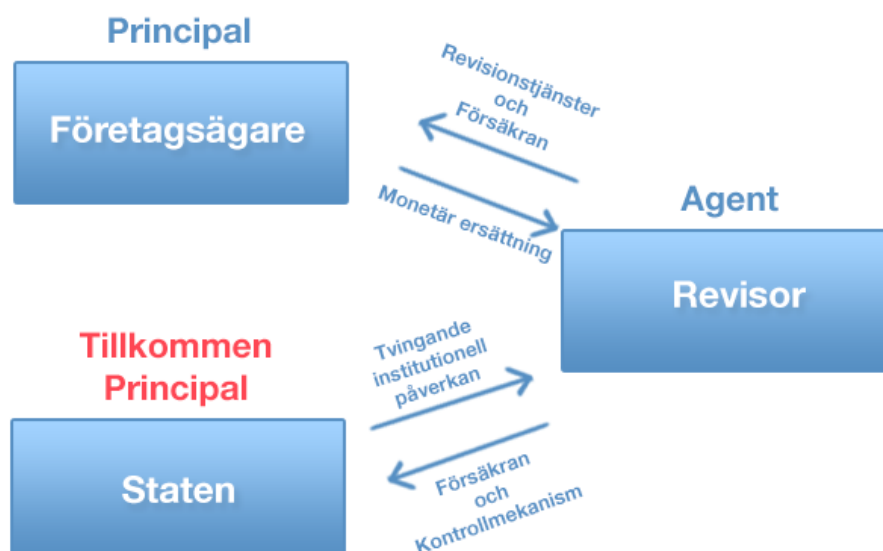 Principal
Företagsägare
Revisionstjänster
och
Försäkran
Monetär ersättning
Agent
Revisor
Tillkommen
Principal
Staten
Tvingande
institutionell
påverkan
Försäkran
och
Kontrollmekanism